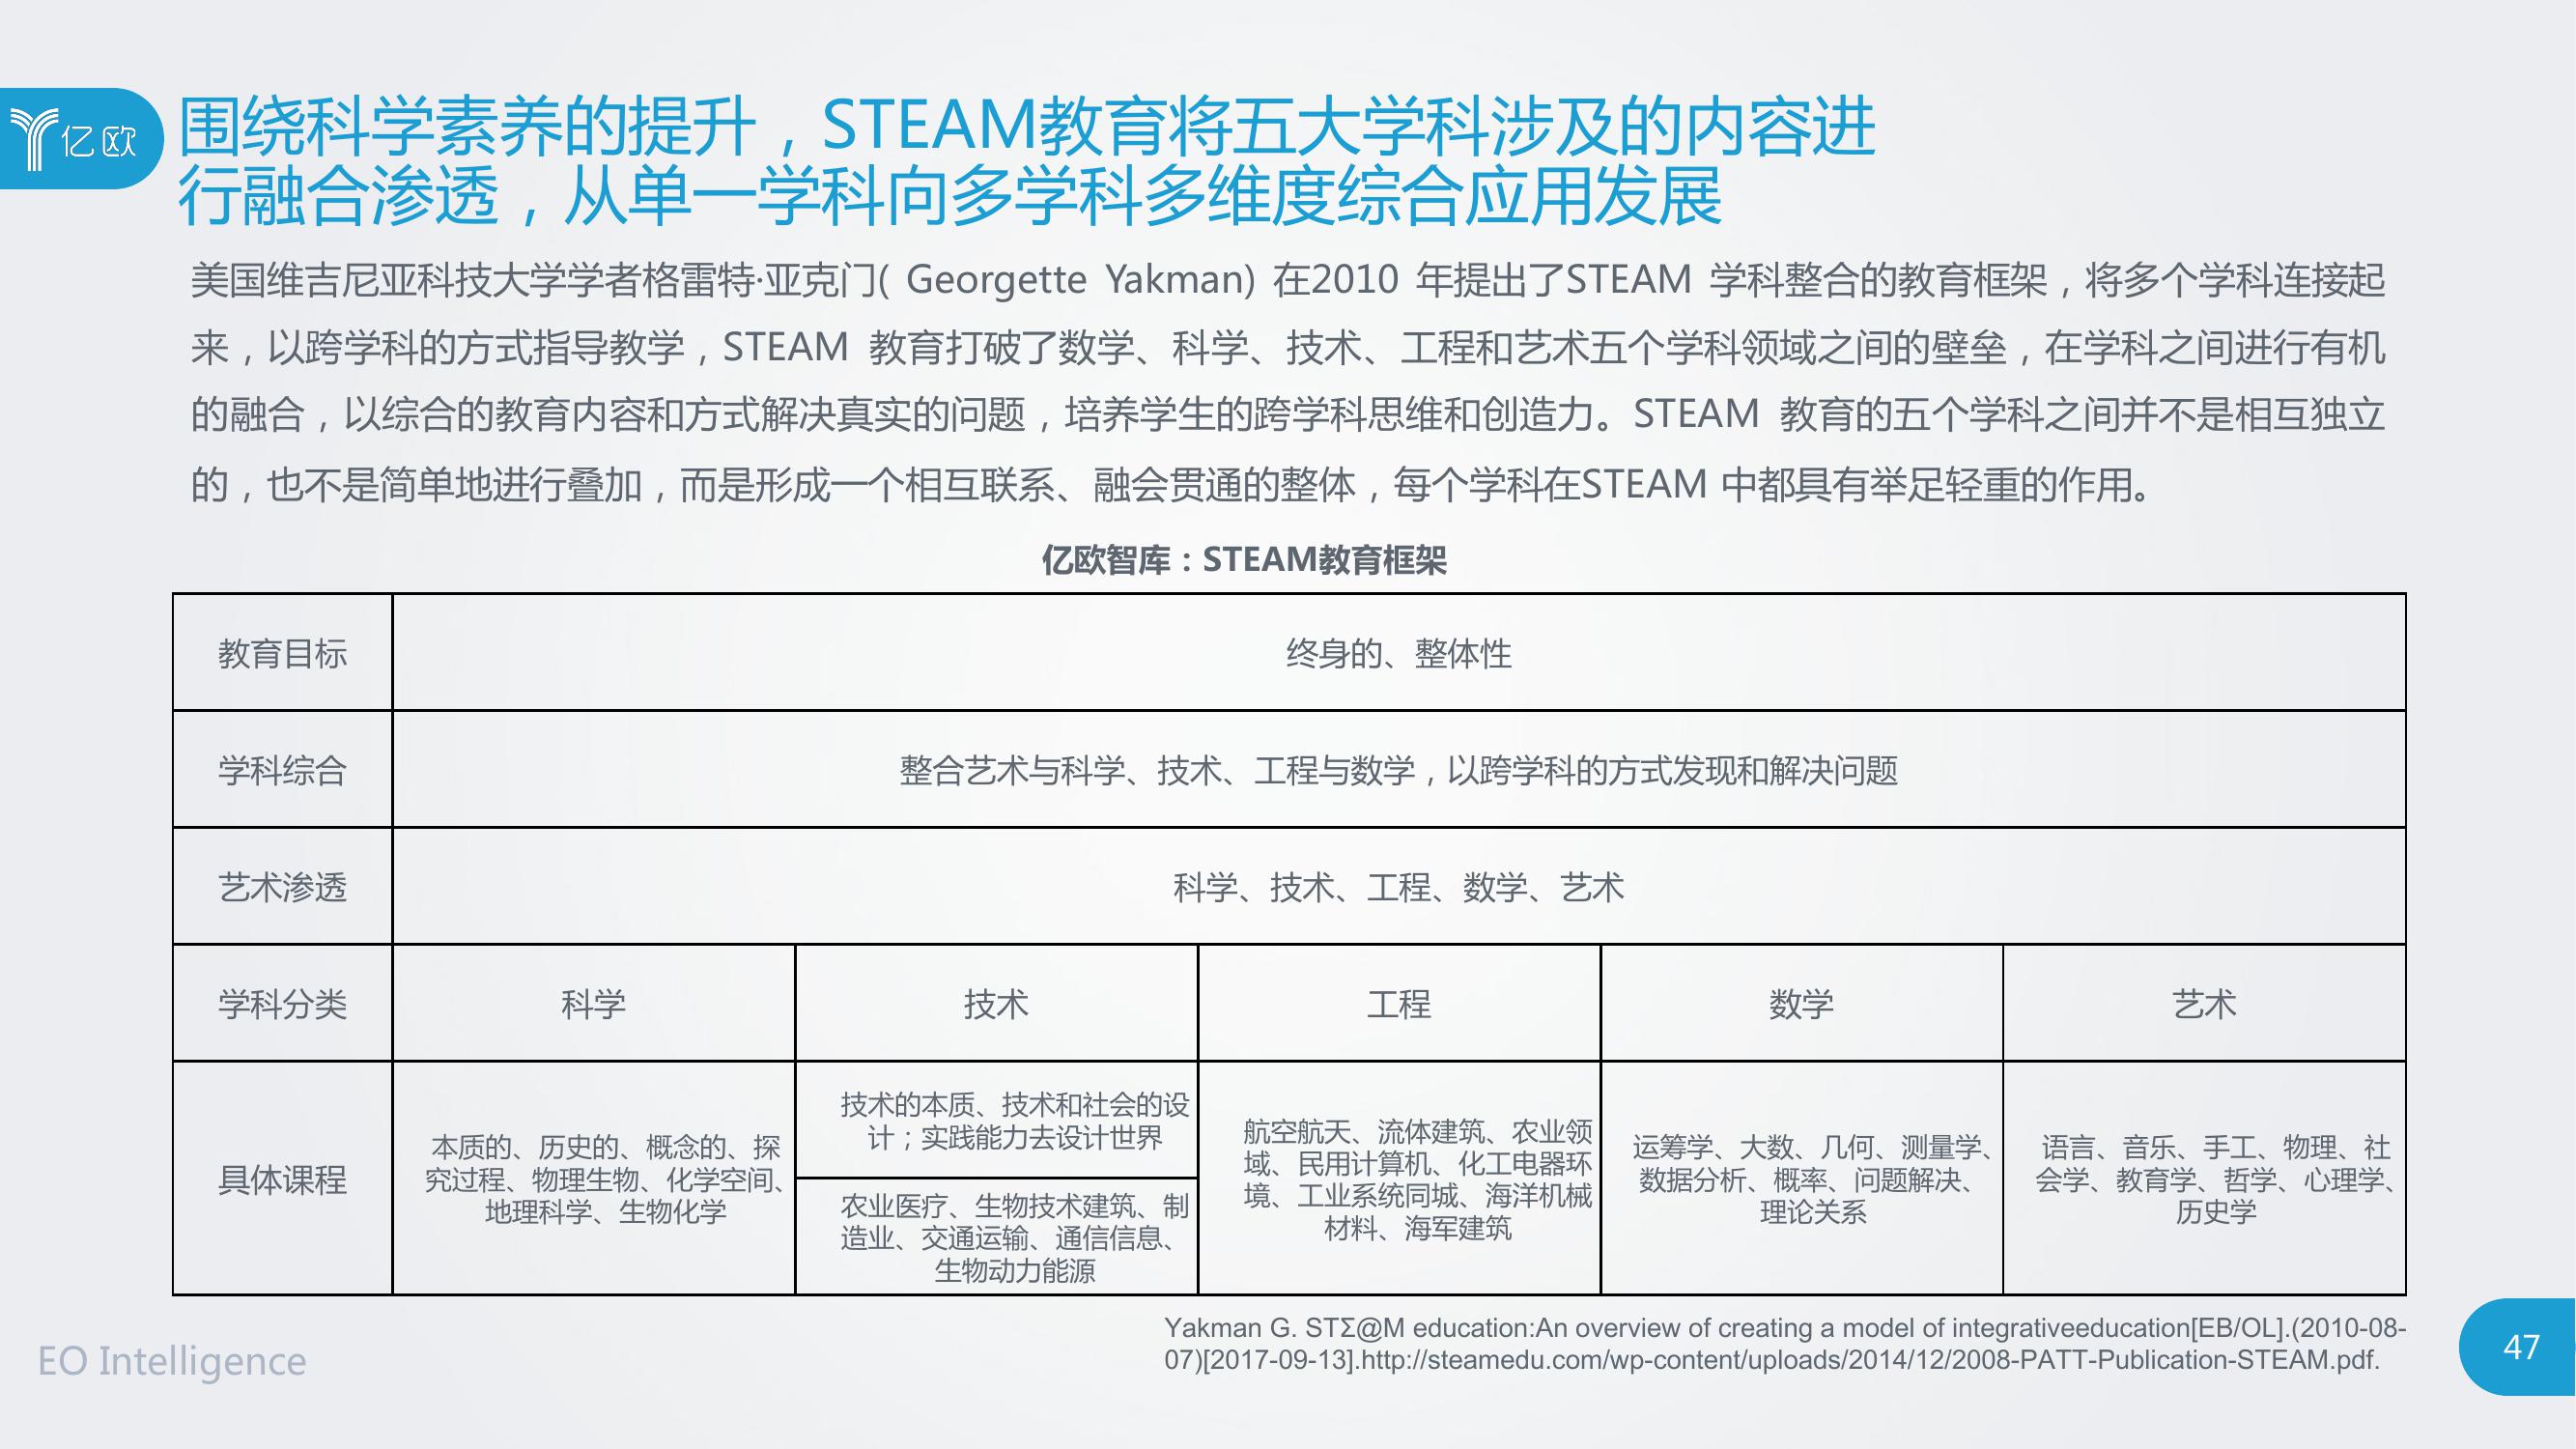 亿欧
围绕科学素养的提升，STEAM教育将五大学科涉及的内容进
行融合渗透，从单一学科向多学科多维度综合应用发展
美国维吉尼亚科技大学学者格雷特·亚克门( Georgette Yakman) 在2010 年提出了STEAM 学科整合的教育框架，将多个学科连接起
来，以跨学科的方式指导教学，STEAM 教育打破了数学、科学、技术、工程和艺术五个学科领域之间的壁垒，在学科之间进行有机
的融合，以综合的教育内容和方式解决真实的问题，培养学生的跨学科思维和创造力。STEAM 教育的五个学科之间并不是相互独立
的，也不是简单地进行叠加，而是形成一个相互联系、融会贯通的整体，每个学科在STEAM 中都具有举足轻重的作用。
亿欧智库：STEAM教育框架
教育目标
终身的、整体性
学科综合
整合艺术与科学、技术、工程与数学，以跨学科的方式发现和解决问题
艺术渗透
科学、技术、工程、数学、艺术
学科分类
科学
技术
工程
数学
艺术
具体课程
本质的、历史的、概念的、探
究过程、物理生物、化学空间、
地理科学、生物化学
技术的本质、技术和社会的设
计；实践能力去设计世界
农业医疗、生物技术建筑、制
造业、交通运输、通信信息、
生物动力能源
航空航天、流体建筑、农业领
域、民用计算机、化工电器环
境、工业系统同城、海洋机械
材料、海军建筑
运筹学、大数、几何、测量学、
数据分析、概率、问题解决、
理论关系
语言、音乐、手工、物理、社
会学、教育学、哲学、心理学、
历史学
Yakman G. STΣ@M education:An overview of creating a model of integrativeeducation[EB/OL].(2010-08-
07)[2017-09-13].http://steamedu.com/wp-content/uploads/2014/12/2008-PATT-Publication-STEAM.pdf.
EO Intelligence
47